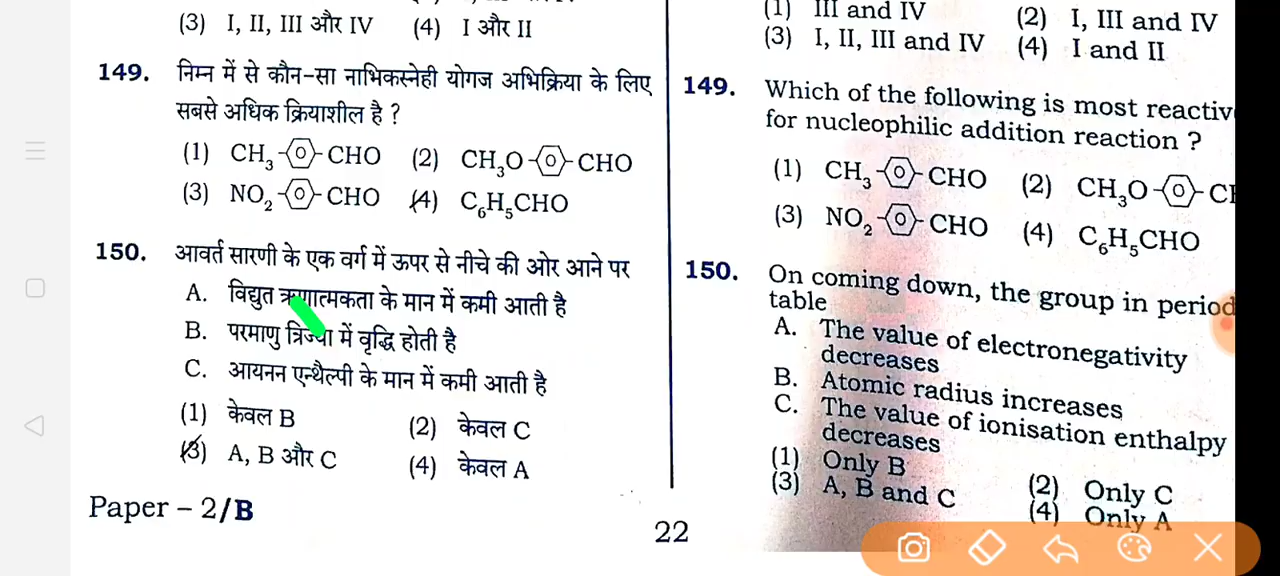 (3) I, II, III और IV (4) I और II
149. निम्न में से कौन-सा नाभिकस्नेही योगज अभिक्रिया के लिए
सबसे अधिक क्रियाशील है ?
(1) CH₃-⌬-CHO (2) CH₃O-⌬-CHO
(3) NO₂-⌬-CHO (4) C₆H₅CHO
150. आवर्त सारणी के एक वर्ग में ऊपर से नीचे की ओर आने पर
A. विद्युत ऋणात्मकता के मान में कमी आती है
B. परमाणु त्रिज्या में वृद्धि होती है
C. आयनन एन्थैल्पी के मान में कमी आती है
(1) केवल B (2) केवल C
(3) A, B और C (4) केवल A
Paper – 2/B
22
(1) III and IV (2) I, III and IV
(3) I, II, III and IV (4) I and II
149. Which of the following is most reactiv
for nucleophilic addition reaction ?
(1) CH₃-⌬-CHO (2) CH₃O-⌬-
(3) NO₂-⌬-CHO (4) C₆H₅CHO
150. On coming down, the group in period
table
A. The value of electronegativity
decreases
B. Atomic radius increases
C. The value of ionisation enthalpy
decreases
(1) Only B (2) Only C
(3) A, B and C (4) Only A